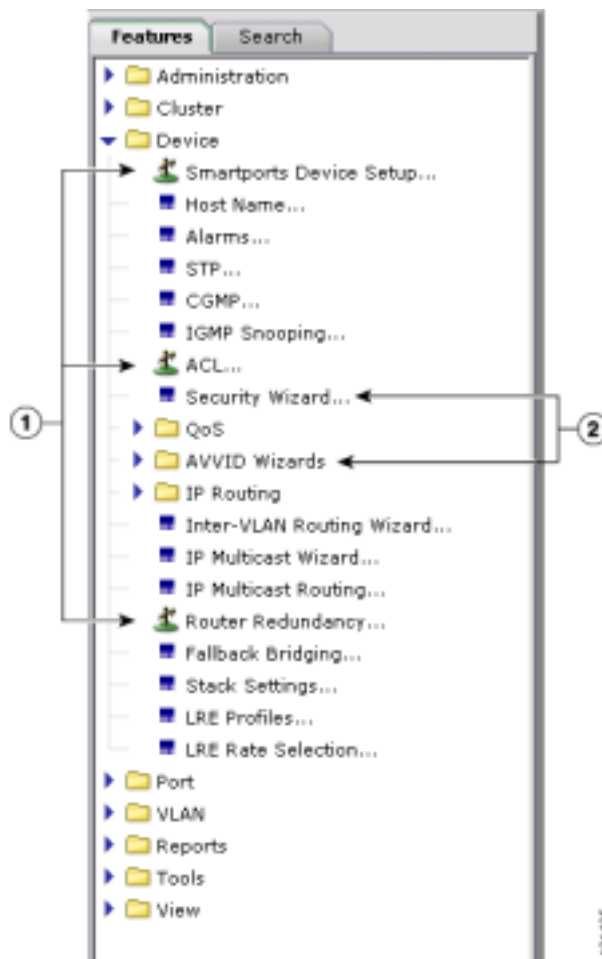 Features Search
Administration
Cluster
Device
Smartports Device Setup...
Host Name...
Alarms...
STP...
CGMP...
IGMP Snooping...
ACL...
Security Wizard...
1
QoS
2
AVVID Wizards
IP Routing
Inter-VLAN Routing Wizard...
IP Multicast Wizard...
IP Multicast Routing...
Router Redundancy...
Fallback Bridging...
Stack Settings...
LRE Profiles...
LRE Rate Selection...
Port
VLAN
Reports
Tools
View